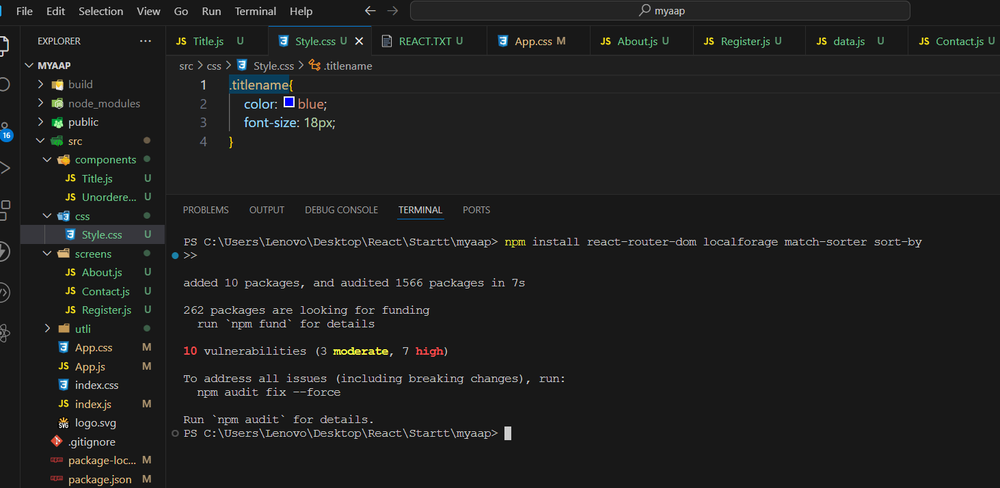 File Edit Selection View Go Run Terminal Help
myaap
EXPLORER ...
JS Title.js U
Style.css U
REACT.TXT U
App.css M
JS About.js U
JS Register.js U
JS data.js U
JS Contact.js U
src > css > Style.css > .titlename
MYAAP
build
node_modules
public
src
components
JS Title.js U
JS Unordere... U
css
Style.css U
screens
JS About.js U
JS Contact.js U
JS Register.js U
utli
App.css M
JS App.js M
index.css
JS index.js M
SVG logo.svg
.gitignore
package-loc... M
package.json M
16
1 .titlename{
2 color: blue;
3 font-size: 18px;
4 }
PROBLEMS OUTPUT DEBUG CONSOLE TERMINAL PORTS
PS C:\Users\Lenovo\Desktop\React\Startt\myaap> npm install react-router-dom localforage match-sorter sort-by
>>
added 10 packages, and audited 1566 packages in 7s
262 packages are looking for funding
run `npm fund` for details
10 vulnerabilities (3 moderate, 7 high)
To address all issues (including breaking changes), run:
npm audit fix --force
Run `npm audit` for details.
PS C:\Users\Lenovo\Desktop\React\Startt\myaap>